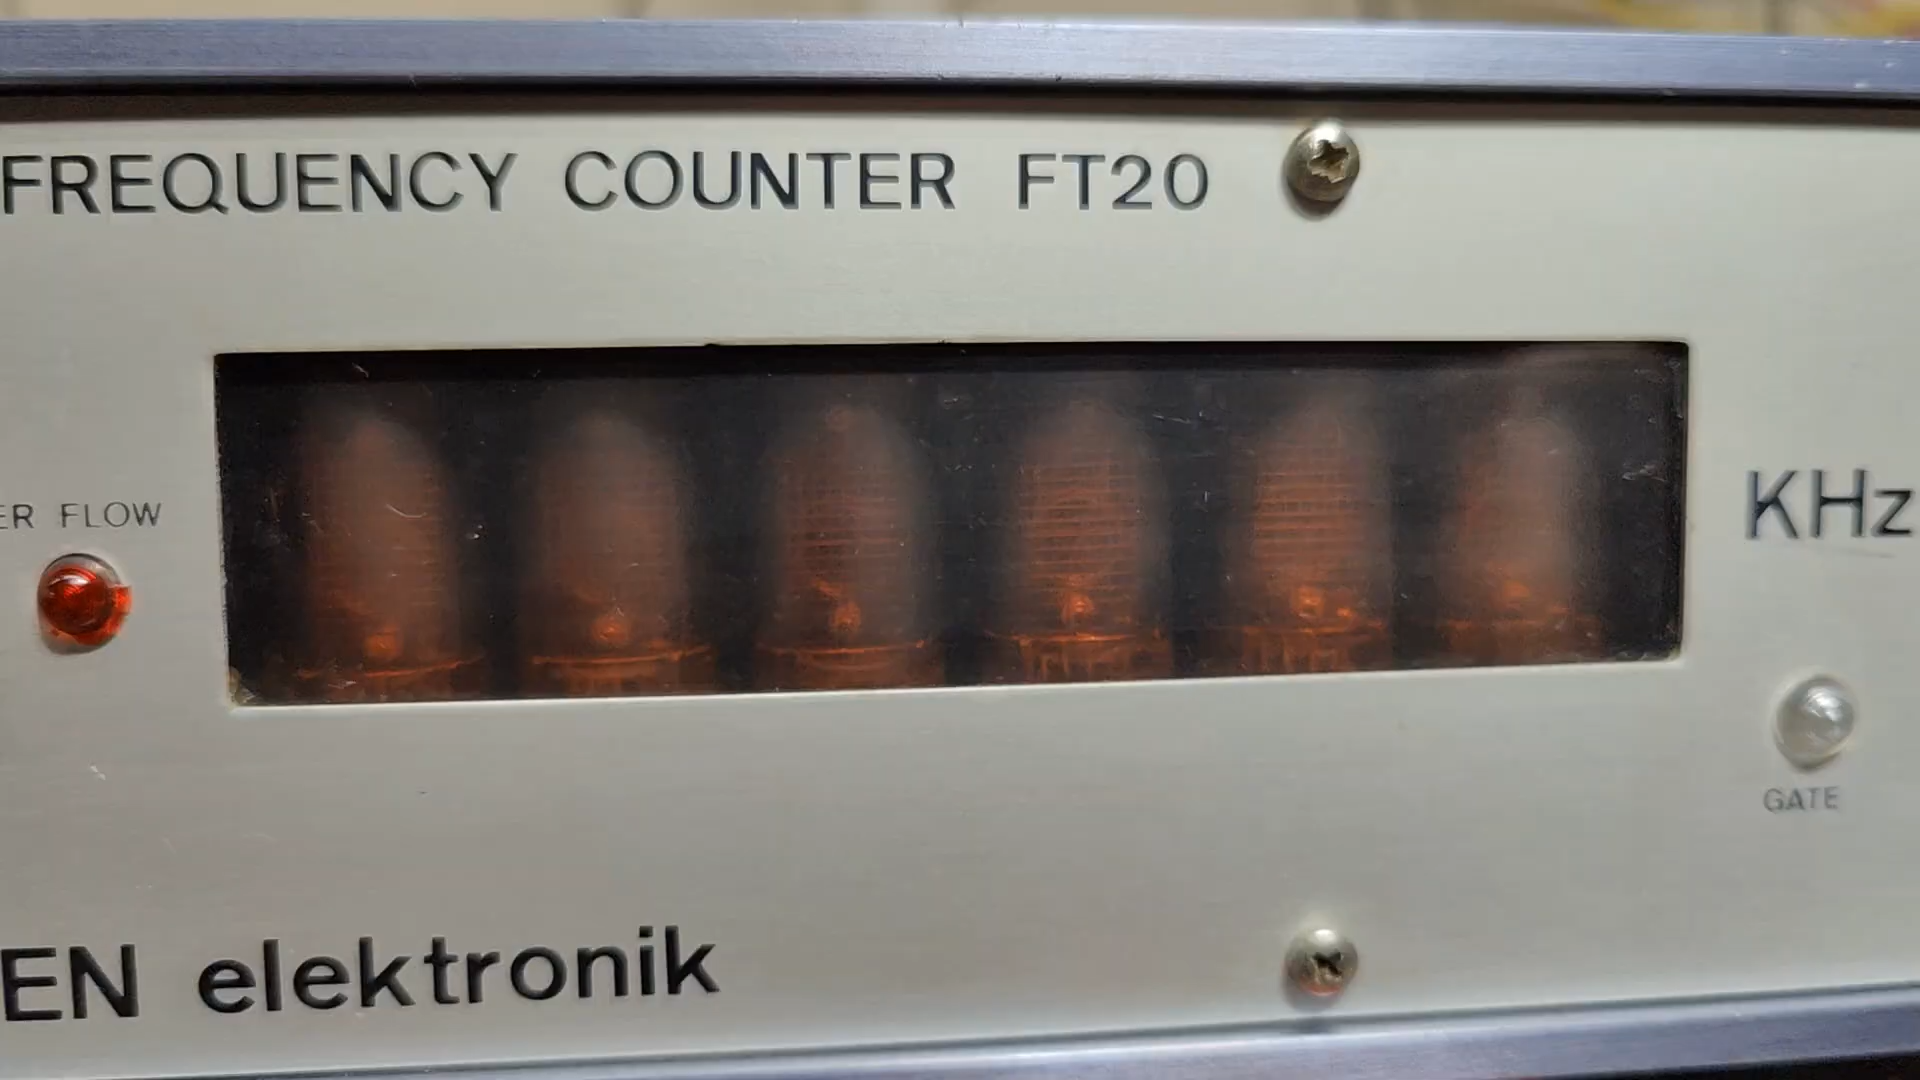 FREQUENCY COUNTER FT20
ER FLOW
KHz
GATE
EN elektronik